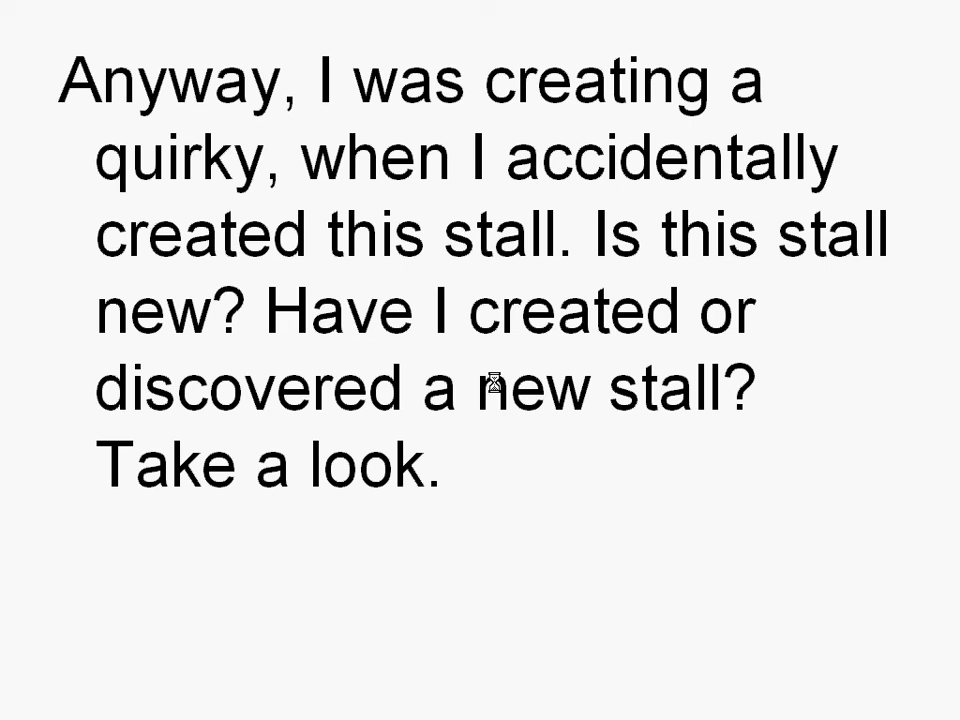 Anyway, I was creating a
quirky, when I accidentally
created this stall. Is this stall
new? Have I created or
discovered a new stall?
Take a look.